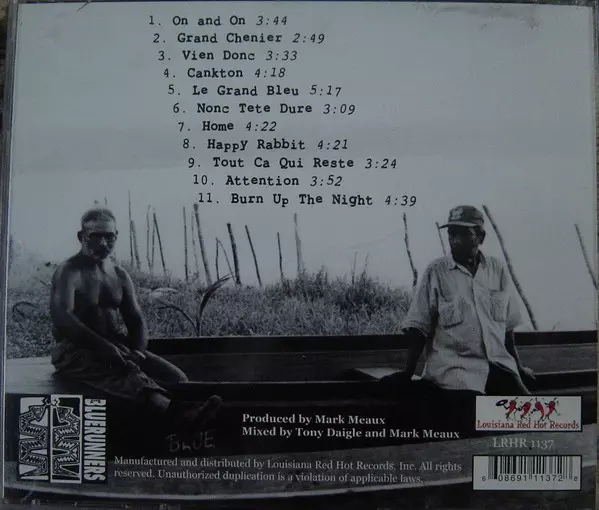 1. On and On 3:44
2. Grand Chenier 2:49
3. Vien Donc 3:33
4. Cankton 4:18
5. Le Grand Bleu 5:17
6. Nonc Tete Dure 3:09
7. Home 4:22
8. Happy Rabbit 4:21
9. Tout Ca Qui Reste 3:24
10. Attention 3:52
11. Burn Up The Night 4:39
BLUERUNNERS
BLUE
Produced by Mark Meaux
Mixed by Tony Daigle and Mark Meaux
Manufactured and distributed by Louisiana Red Hot Records, Inc. All rights
reserved. Unauthorized duplication is a violation of applicable laws.
Louisiana Red Hot Records
LRHR 1137
8 08691 11372 8